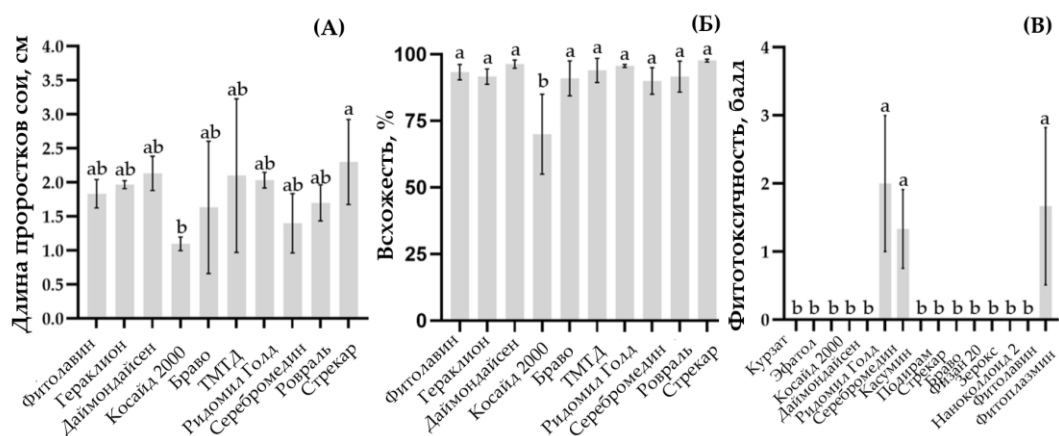 (А)
Длина проростков сои, см
4.0
3.5
3.0
2.5
2.0
1.5
1.0
0.5
0.0
ab ab ab b ab ab ab ab ab a
Фитолавин
Гераклион
Даймондайсен
Косайд 2000
Браво
ТМТД
Ридомил Голд
Серебромедин
Ровраль
Стрекар
(Б)
Всхожесть, %
100
75
50
25
0
a a a b a a a a a a
Фитолавин
Гераклион
Даймондайсен
Косайд 2000
Браво
ТМТД
Ридомил Голд
Серебромедин
Ровраль
Стрекар
(В)
Фитотоксичность, балл
4
3
2
1
0
b b b b b a a b b b b b b b a
Курзат
Эфатол
Косайд 2000
Даймондайсен
Ридомил Голд
Серебромедин
Касумин
Полирам
Стрекар
Браво
Физан 20
Зерокс
Наноколлоид 2
Фитолавин
Фитоплазмин